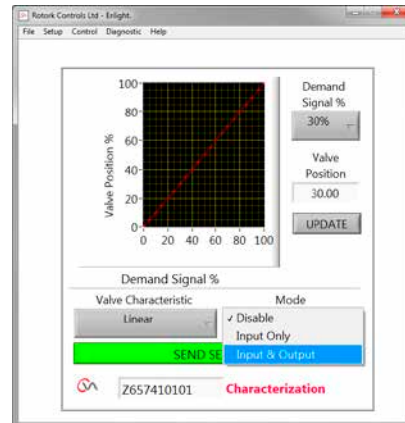 Rotork Controls Ltd - Enlight.
File Setup Control Diagnostic Help
100
80
60
40
20
0
Valve Position %
0 20 40 60 80 100
Demand Signal %
Demand
Signal %
30%
Valve
Position
30.00
UPDATE
Valve Characteristic
Linear
Mode
✓ Disable
Input Only
Input & Output
SEND SE
Z657410101
Characterization